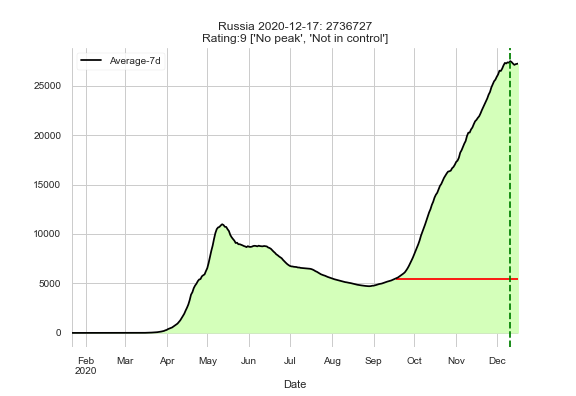 Russia 2020-12-17: 2736727
Rating:9 ['No peak', 'Not in control']
Average-7d
25000
20000
15000
10000
5000
0
Feb Mar Apr May Jun Jul Aug Sep Oct Nov Dec
2020
Date